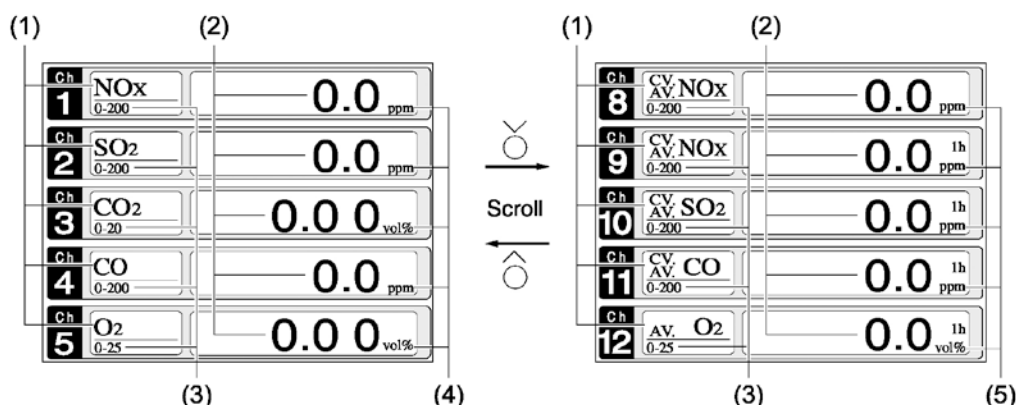 (1) (2) (1) (2)
Ch 1 NOx 0-200 0.0 ppm
Ch 2 SO2 0-200 0.0 ppm
Ch 3 CO2 0-20 0.00 vol%
Ch 4 CO 0-200 0.0 ppm
Ch 5 O2 0-25 0.00 vol%
Scroll
Ch 8 CV. AV. NOx 0-200 0.0 ppm
Ch 9 CV. AV. NOx 0-200 0.0 1h ppm
Ch 10 CV. AV. SO2 0-200 0.0 1h ppm
Ch 11 CV. AV. CO 0-200 0.0 1h ppm
Ch 12 AV. O2 0-25 0.0 1h vol%
(3) (4) (3) (5)